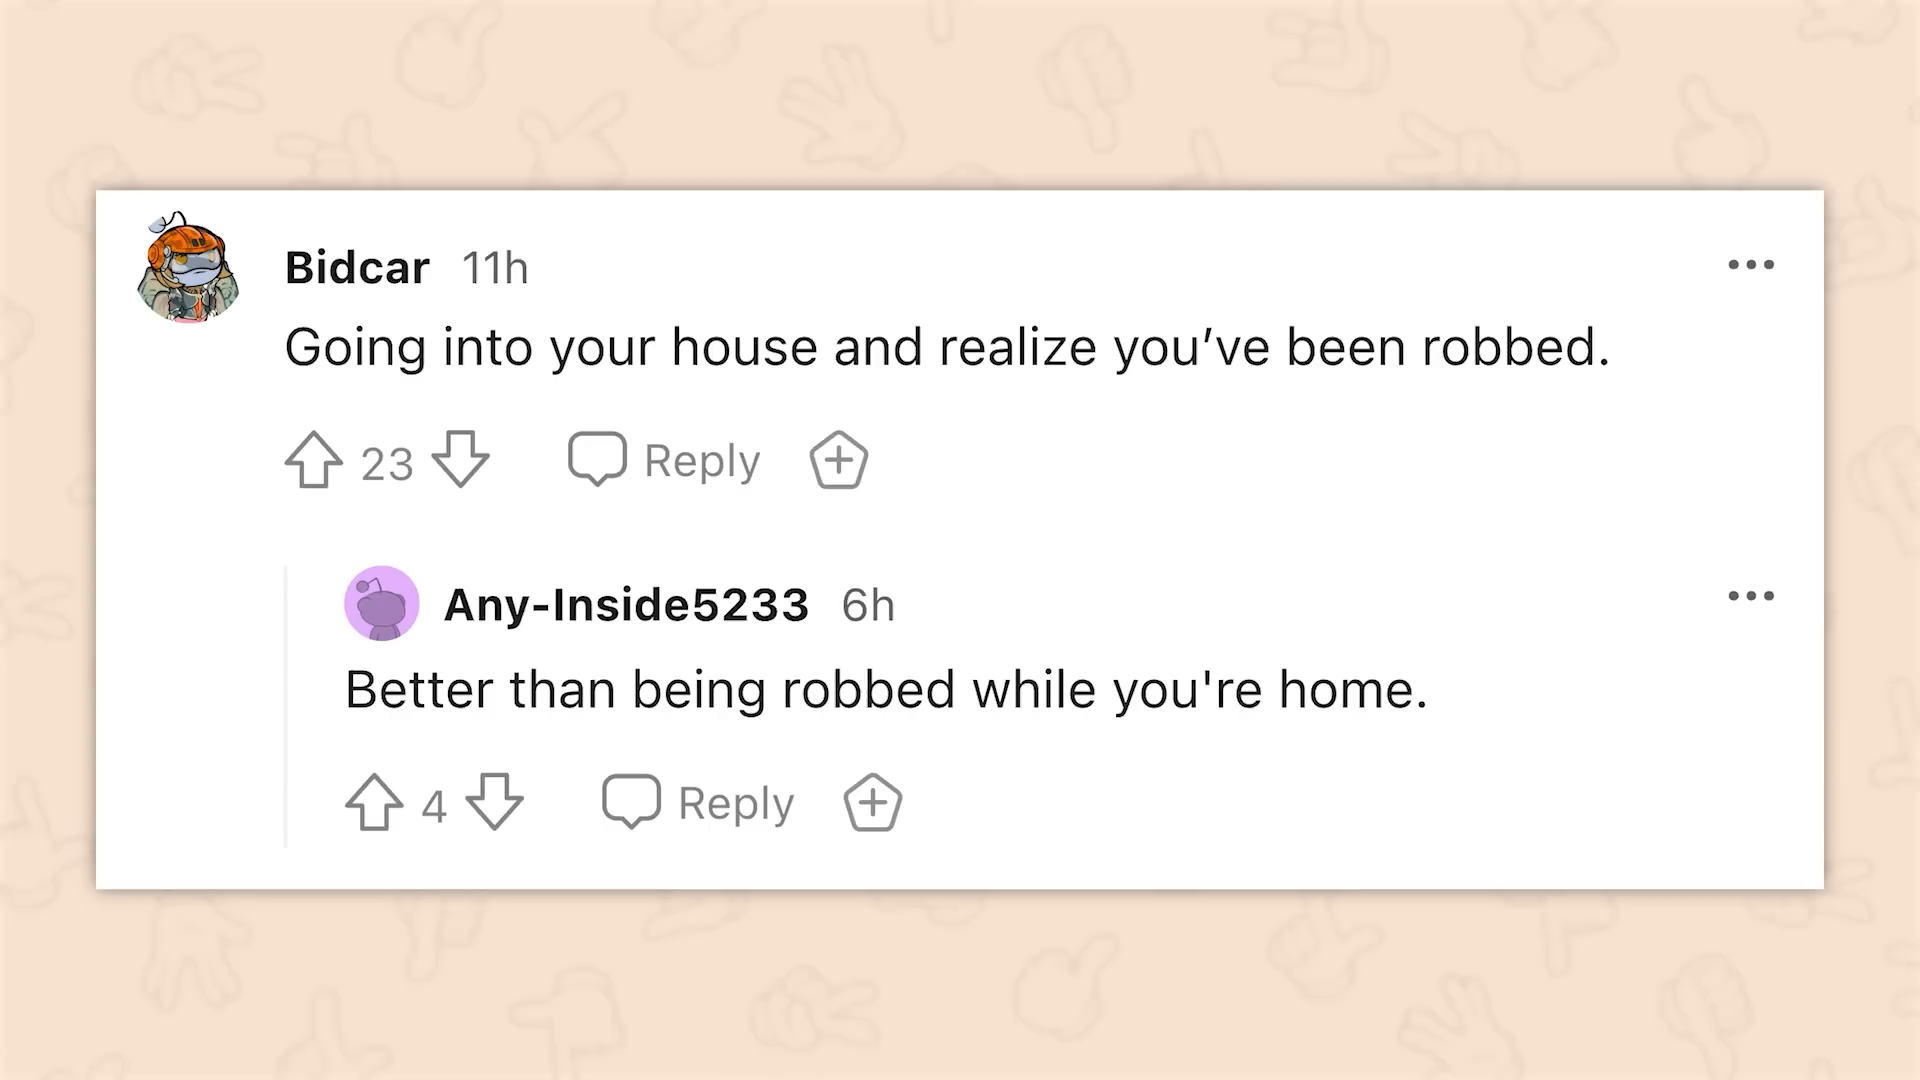 Bidcar 11h
Going into your house and realize you’ve been robbed.
23 Reply
Any-Inside5233 6h
Better than being robbed while you're home.
4 Reply